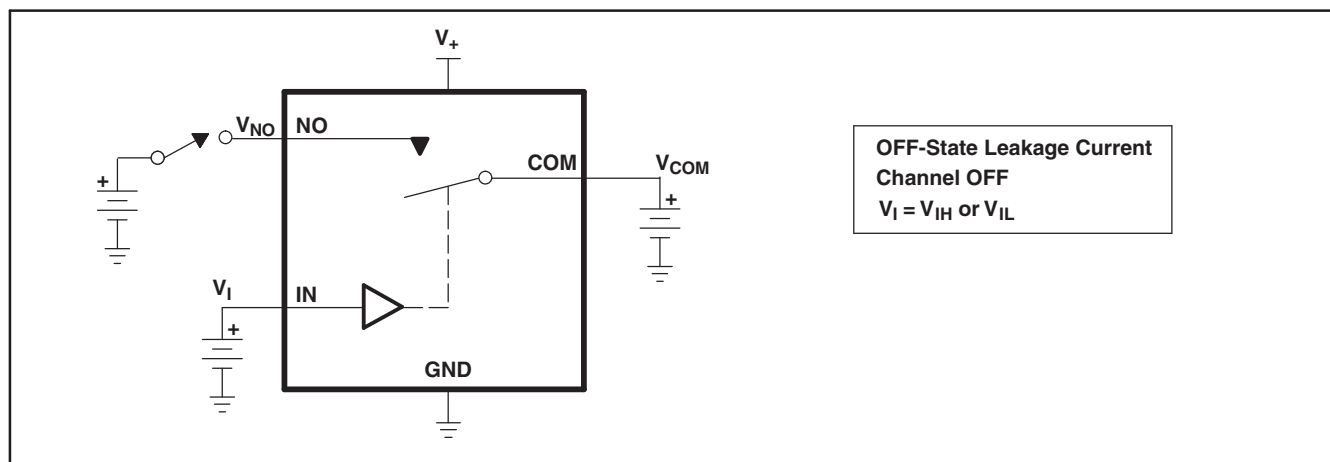 V+
VNO NO
COM VCOM
+
+
VI IN
+
GND
OFF-State Leakage Current
Channel OFF
VI = VIH or VIL